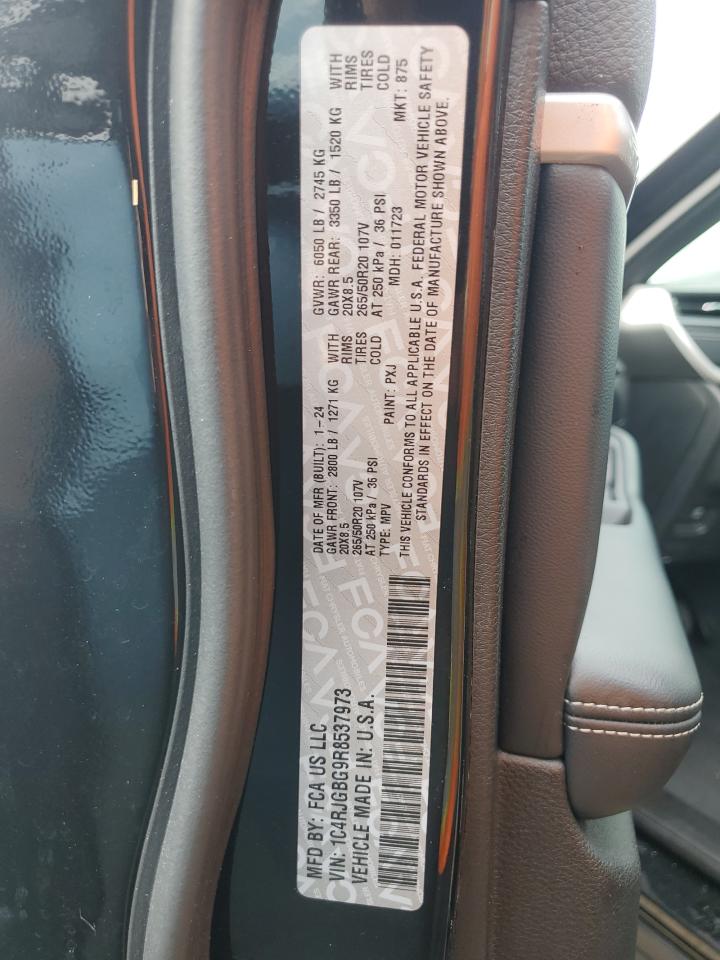 MFD BY: FCA US LLC
DATE OF MFR (BUILT): 1-24
GVWR: 6050 LB / 2745 KG
VIN: 1C4RJGBG9R8537973
GAWR FRONT: 2800 LB / 1271 KG WITH
GAWR REAR: 3350 LB / 1520 KG WITH
VEHICLE MADE IN: U.S.A.
20X8.5 RIMS
20X8.5 RIMS
265/50R20 107V TIRES
265/50R20 107V TIRES
AT 250 kPa / 36 PSI COLD
AT 250 kPa / 36 PSI COLD
TYPE: MPV PAINT: PXJ MDH: 011723 MKT: 875
THIS VEHICLE CONFORMS TO ALL APPLICABLE U.S.A. FEDERAL MOTOR VEHICLE SAFETY
STANDARDS IN EFFECT ON THE DATE OF MANUFACTURE SHOWN ABOVE.